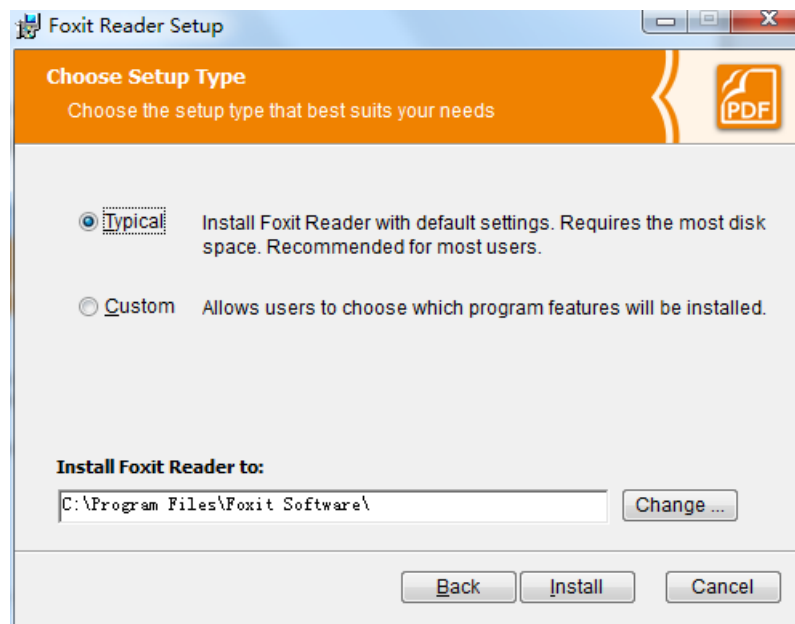 Foxit Reader Setup
Choose Setup Type
Choose the setup type that best suits your needs
PDF
Typical
Install Foxit Reader with default settings. Requires the most disk
space. Recommended for most users.
Custom
Allows users to choose which program features will be installed.
Install Foxit Reader to:
C:\Program Files\Foxit Software\
Change ...
Back
Install
Cancel